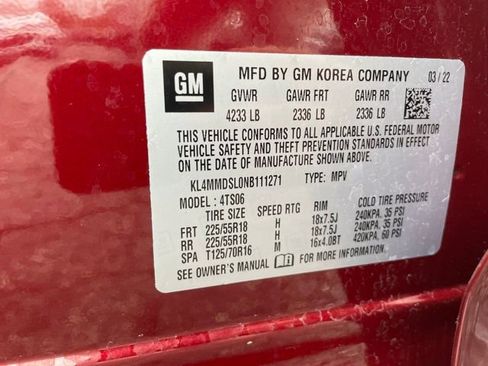 GM
MFD BY GM KOREA COMPANY 03/22
GVWR GAWR FRT GAWR RR
4233 LB 2336 LB 2336 LB
THIS VEHICLE CONFORMS TO ALL APPLICABLE U.S. FEDERAL MOTOR
VEHICLE SAFETY AND THEFT PREVENTION STANDARDS IN EFFECT
ON THE DATE OF MANUFACTURE SHOWN ABOVE.
KL4MMDSL0NB111271 TYPE: MPV
MODEL: 4TS06
TIRE SIZE SPEED RTG RIM COLD TIRE PRESSURE
FRT 225/55R18 H 18x7.5J 240KPA, 35 PSI
RR 225/55R18 H 18x7.5J 240KPA, 35 PSI
SPA T125/70R16 M 16x4.0BT 420KPA, 60 PSI
SEE OWNER'S MANUAL FOR MORE INFORMATION.